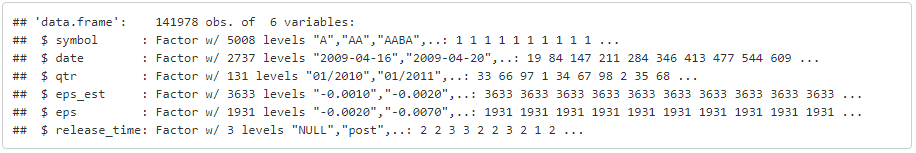 ## 'data.frame':    141978 obs. of  6 variables:
##  $ symbol      : Factor w/ 5008 levels "A","AA","AABA",..: 1 1 1 1 1 1 1 1 1 1 ...
##  $ date        : Factor w/ 2737 levels "2009-04-16","2009-04-20",..: 19 84 147 211 284 346 413 477 544 609 ...
##  $ qtr         : Factor w/ 131 levels "01/2010","01/2011",..: 33 66 97 1 34 67 98 2 35 68 ...
##  $ eps_est     : Factor w/ 3633 levels "-0.0010","-0.0020",..: 3633 3633 3633 3633 3633 3633 3633 3633 3633 3633 ...
##  $ eps         : Factor w/ 1931 levels "-0.0020","-0.0070",..: 1931 1931 1931 1931 1931 1931 1931 1931 1931 1931 ...
##  $ release_time: Factor w/ 3 levels "NULL","post",..: 2 2 3 3 2 2 3 2 1 2 ...